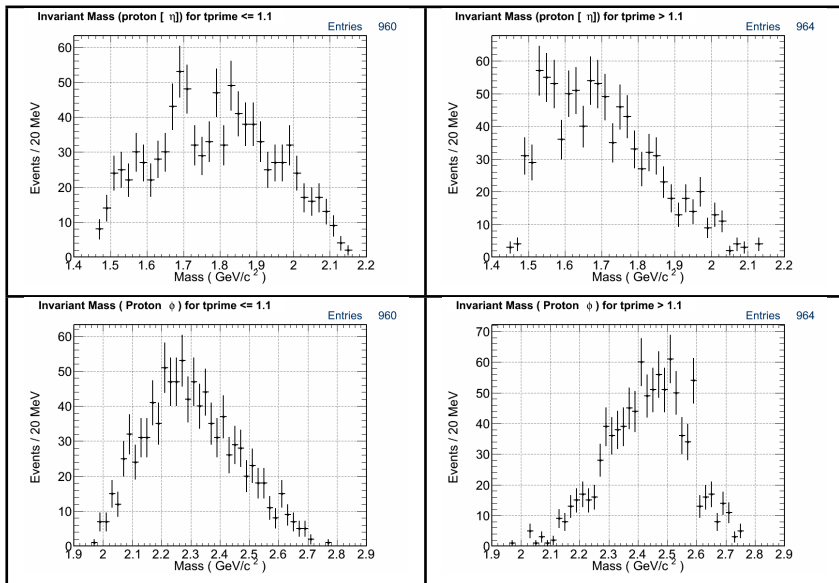 Invariant Mass (proton [ η]) for tprime <= 1.1
Entries 960
Events / 20 MeV
60
50
40
30
20
10
0
1.4 1.5 1.6 1.7 1.8 1.9 2 2.1 2.2
Mass ( GeV/c ²)
Invariant Mass (proton [ η]) for tprime > 1.1
Entries 964
Events / 20 MeV
60
50
40
30
20
10
0
1.4 1.5 1.6 1.7 1.8 1.9 2 2.1 2.2
Mass ( GeV/c ²)
Invariant Mass ( Proton φ ) for tprime <= 1.1
Entries 960
Events / 20 MeV
60
50
40
30
20
10
0
1.9 2 2.1 2.2 2.3 2.4 2.5 2.6 2.7 2.8 2.9
Mass ( GeV/c ²)
Invariant Mass ( Proton φ ) for tprime > 1.1
Entries 964
Events / 20 MeV
70
60
50
40
30
20
10
0
1.9 2 2.1 2.2 2.3 2.4 2.5 2.6 2.7 2.8 2.9
Mass ( GeV/c ²)